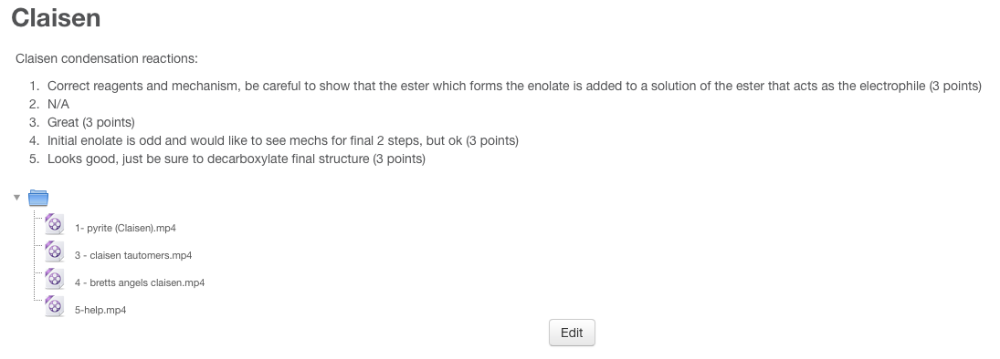 Claisen
Claisen condensation reactions:
1. Correct reagents and mechanism, be careful to show that the ester which forms the enolate is added to a solution of the ester that acts as the electrophile (3 points)
2. N/A
3. Great (3 points)
4. Initial enolate is odd and would like to see mechs for final 2 steps, but ok (3 points)
5. Looks good, just be sure to decarboxylate final structure (3 points)
1- pyrite (Claisen).mp4
3 - claisen tautomers.mp4
4 - bretts angels claisen.mp4
5-help.mp4
Edit